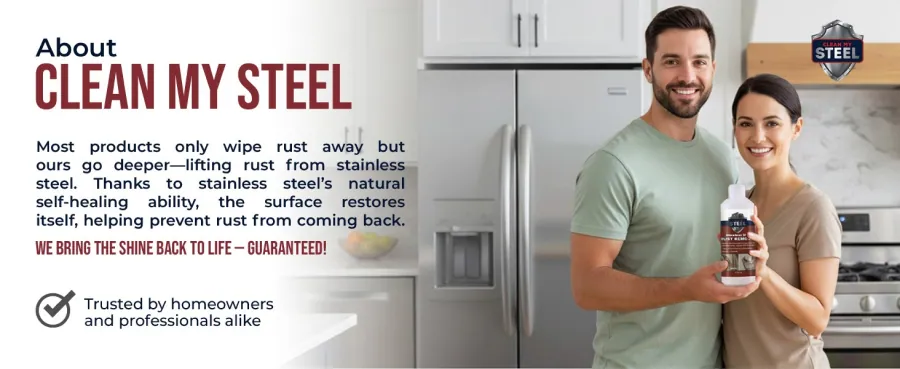 About
CLEAN MY STEEL
Most products only wipe rust away but
ours go deeper—lifting rust from stainless
steel. Thanks to stainless steel's natural
self-healing ability, the surface restores
itself, helping prevent rust from coming back.
WE BRING THE SHINE BACK TO LIFE – GUARANTEED!
Trusted by homeowners
and professionals alike
CLEAN MY
STEEL
STEEL